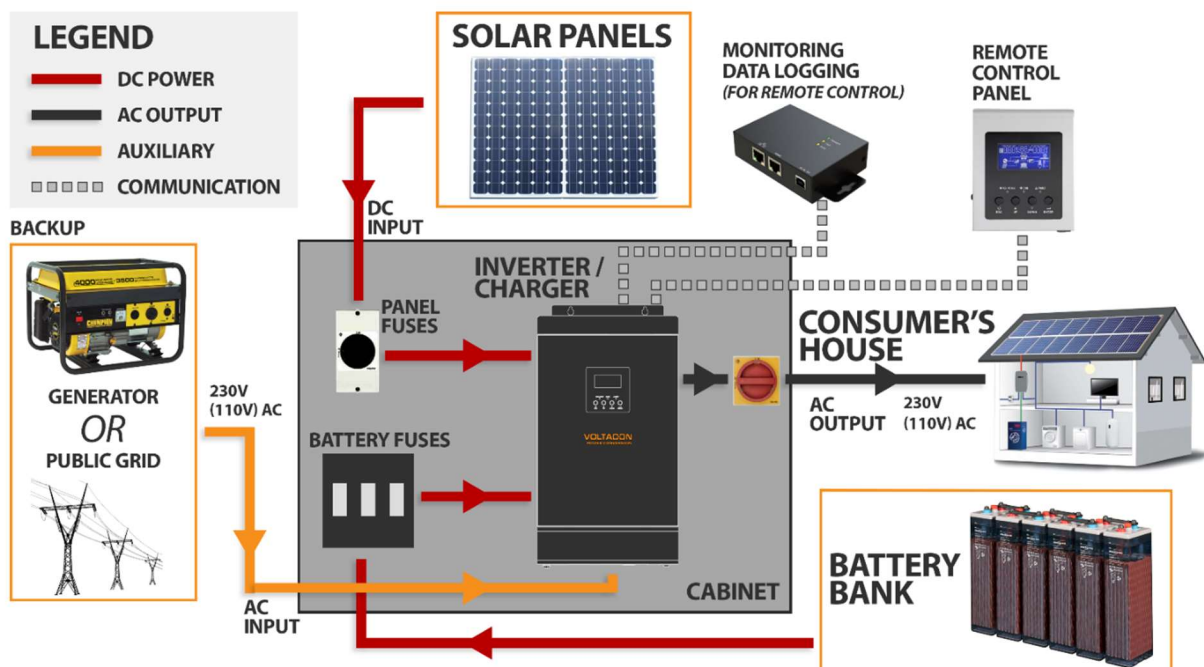 LEGEND
DC POWER
AC OUTPUT
AUXILIARY
COMMUNICATION
SOLAR PANELS
MONITORING
DATA LOGGING
(FOR REMOTE CONTROL)
REMOTE
CONTROL
PANEL
BACKUP
4000
3500
GENERATOR
OR
PUBLIC GRID
230V
(110V) AC
AC
INPUT
DC
INPUT
PANEL
FUSES
BATTERY FUSES
INVERTER /
CHARGER
VOLTACON
CABINET
CONSUMER'S
HOUSE
AC
OUTPUT
230V
(110V) AC
BATTERY
BANK